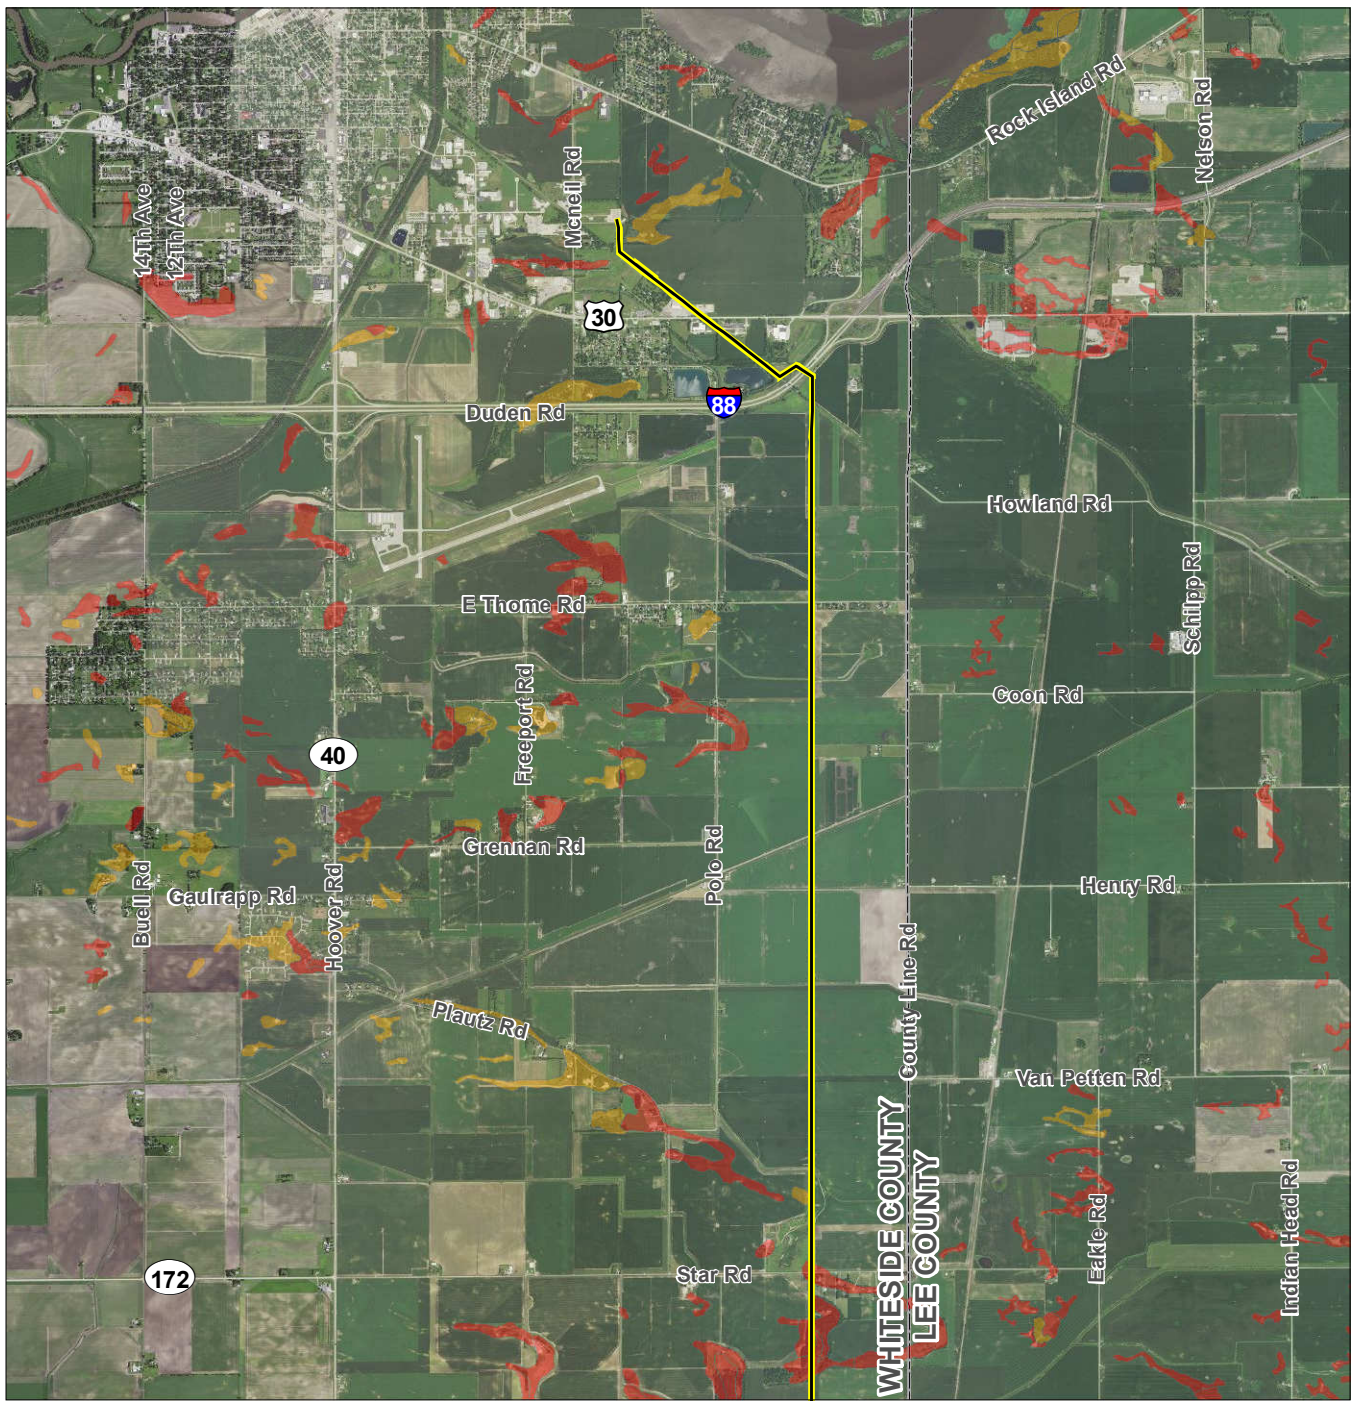 Rock Island Rd
Nelson Rd
Mcneil Rd
14Th Ave
12Th Ave
30
88
Duden Rd
Howland Rd
Schilpp Rd
E Thome Rd
Freeport Rd
Coon Rd
40
Polo Rd
Grennan Rd
Buell Rd
Gaulrapp Rd
Hoover Rd
Henry Rd
County Line Rd
Plautz Rd
Van Petten Rd
WHITESIDE COUNTY
LEE COUNTY
Eakle Rd
Indian Head Rd
172
Star Rd